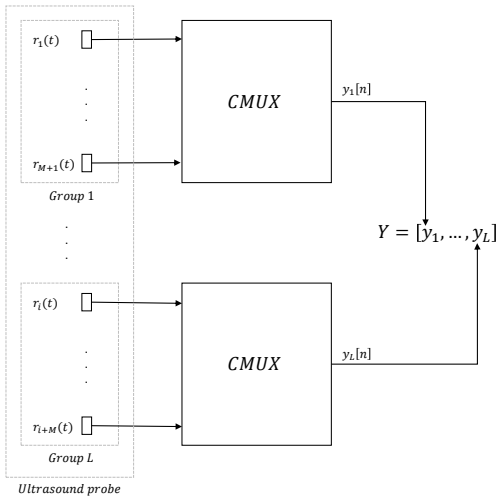 r₁(t)
CMUX
y₁[n]
r_{M+1}(t)
Group 1
Y = [y₁, ..., y_L]
r_i(t)
CMUX
y_L[n]
r_{i+M}(t)
Group L
Ultrasound probe